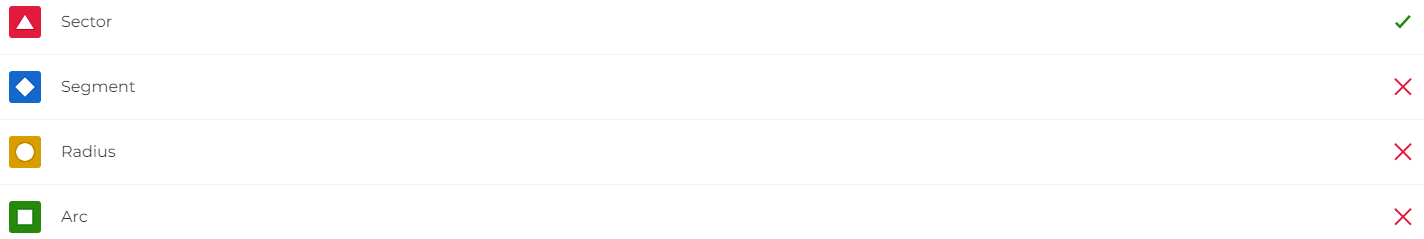 Sector
Segment
Radius
Arc